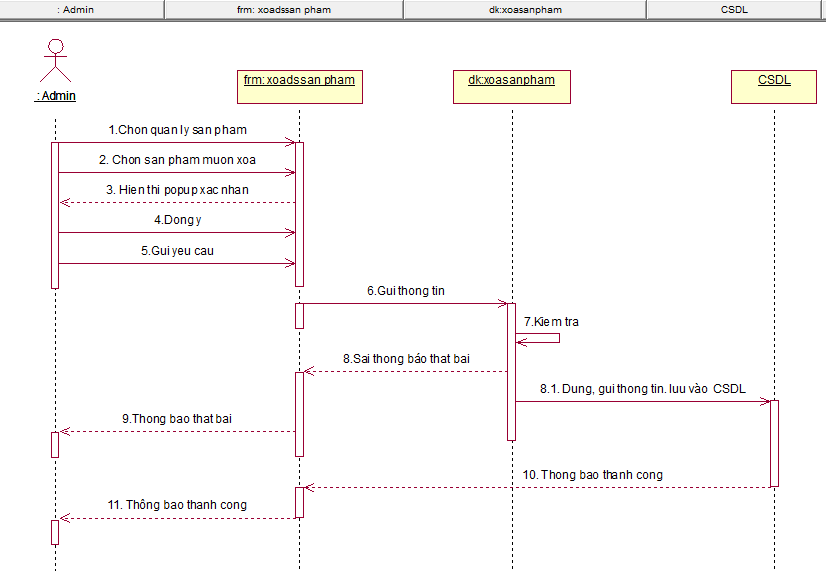 : Admin
frm: xoadssan pham
dk:xoasanpham
CSDL
: Admin
frm: xoadssan pham
dk:xoasanpham
CSDL
1.Chon quan ly san pham
2. Chon san pham muon xoa
3. Hien thi popup xac nhan
4.Dong y
5.Gui yeu cau
6.Gui thong tin
7.Kiem tra
8.Sai thong báo that bai
8.1. Dung, gui thong tin. luu vào CSDL
9.Thong bao that bai
10. Thong bao thanh cong
11. Thông bao thanh cong